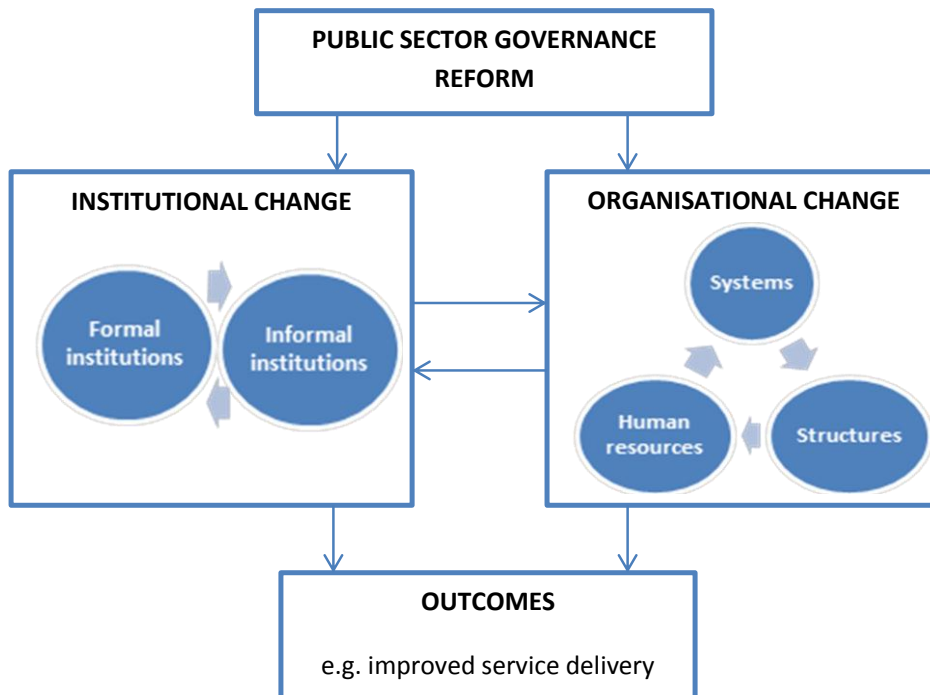 PUBLIC SECTOR GOVERNANCE
REFORM
INSTITUTIONAL CHANGE
Formal
institutions
Informal
institutions
ORGANISATIONAL CHANGE
Systems
Human
resources
Structures
OUTCOMES
e.g. improved service delivery